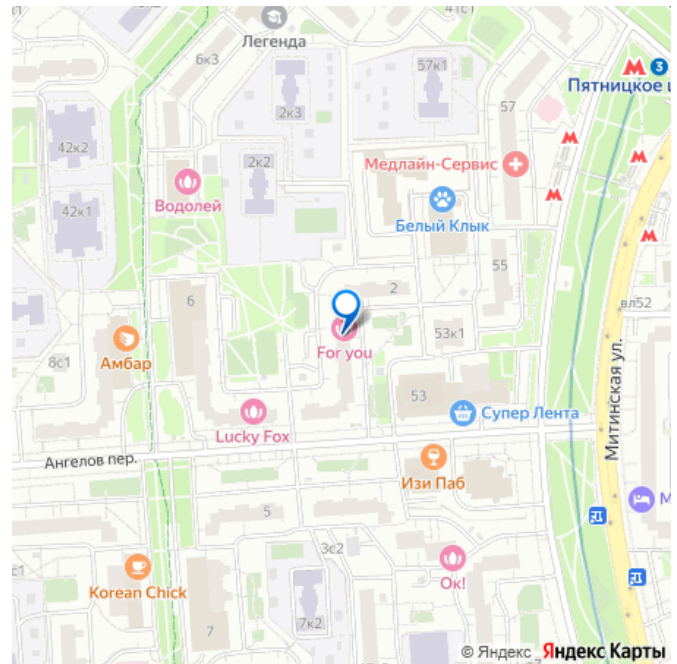 41с1
Легенда
6к3
57к1
М 3
Пятницкое
2к3
57
42к2
2к2
Медлайн-Сервис
Водолей
Белый Клык
42к1
55
2
6
вл52
For you
53к1
Амбар
8с1
53
Супер Лента
Митинская ул.
Lucky Fox
Ангелов пер.
Изи Паб
М
5
3с2
Korean Chick
Ок!
7
7к2
© Яндекс Яндекс Карты